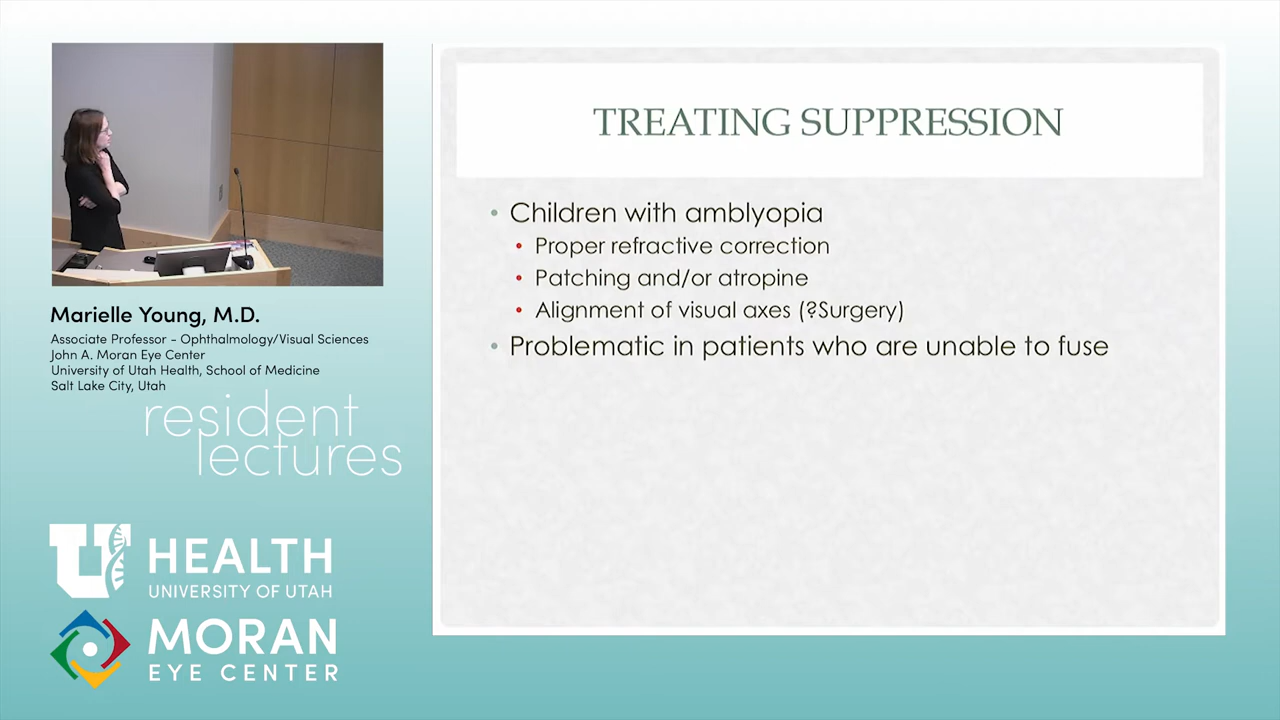 TREATING SUPPRESSION
• Children with amblyopia
• Proper refractive correction
• Patching and/or atropine
• Alignment of visual axes (?Surgery)
• Problematic in patients who are unable to fuse
Marielle Young, M.D.
Associate Professor - Ophthalmology/Visual Sciences
John A. Moran Eye Center
University of Utah Health, School of Medicine
Salt Lake City, Utah
resident
lectures
U HEALTH
UNIVERSITY OF UTAH
MORAN
EYE CENTER